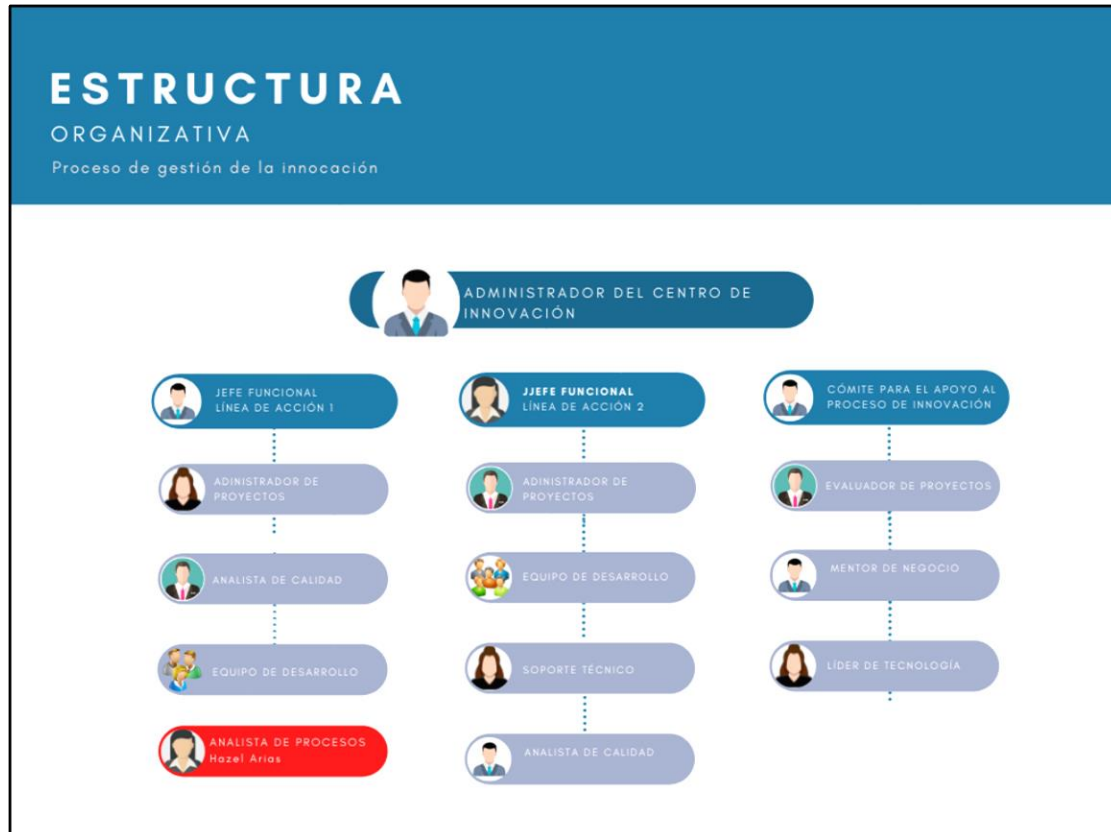 ESTRUCTURA
ORGANIZATIVA
Proceso de gestión de la innocación
ADMINISTRADOR DEL CENTRO DE
INNOVACIÓN
JEFE FUNCIONAL
LÍNEA DE ACCIÓN 1
ADINISTRADOR DE
PROYECTOS
ANALISTA DE CALIDAD
EQUIPO DE DESARROLLO
ANALISTA DE PROCESOS
Hazel Arias
JJEFE FUNCIONAL
LÍNEA DE ACCIÓN 2
ADINISTRADOR DE
PROYECTOS
EQUIPO DE DESARROLLO
SOPORTE TÉCNICO
ANALISTA DE CALIDAD
CÓMITE PARA EL APOYO AL
PROCESO DE INNOVACIÓN
EVALUADOR DE PROYECTOS
MENTOR DE NEGOCIO
LÍDER DE TECNOLOGÍA